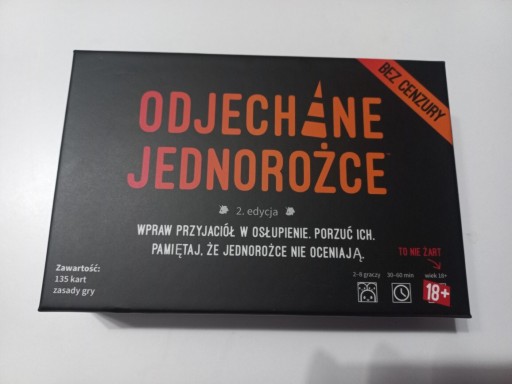 BEZ CENZURY
ODJECHANE
JEDNOROŻCE
2. edycja
WPRAW PRZYJACIÓŁ W OSŁUPIENIE. PORZUĆ ICH.
PAMIĘTAJ, ŻE JEDNOROŻCE NIE OCENIAJĄ.
TO NIE ŻART
Zawartość:
135 kart
zasady gry
2-8 graczy 30-60 min wiek 18+
18+